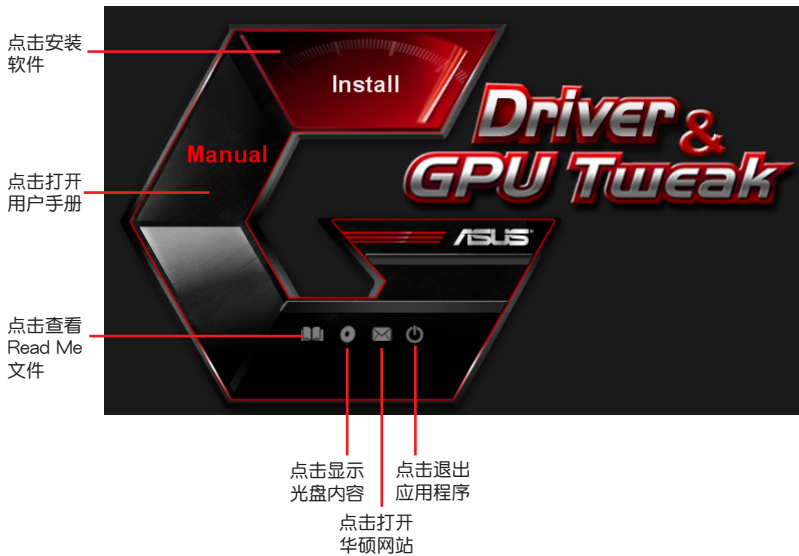 点击安装
软件
Install
Driver &
GPU Tweak
Manual
点击打开
用户手册
ASUS
点击查看
Read Me
文件
点击显示
光盘内容
点击退出
应用程序
点击打开
华硕网站